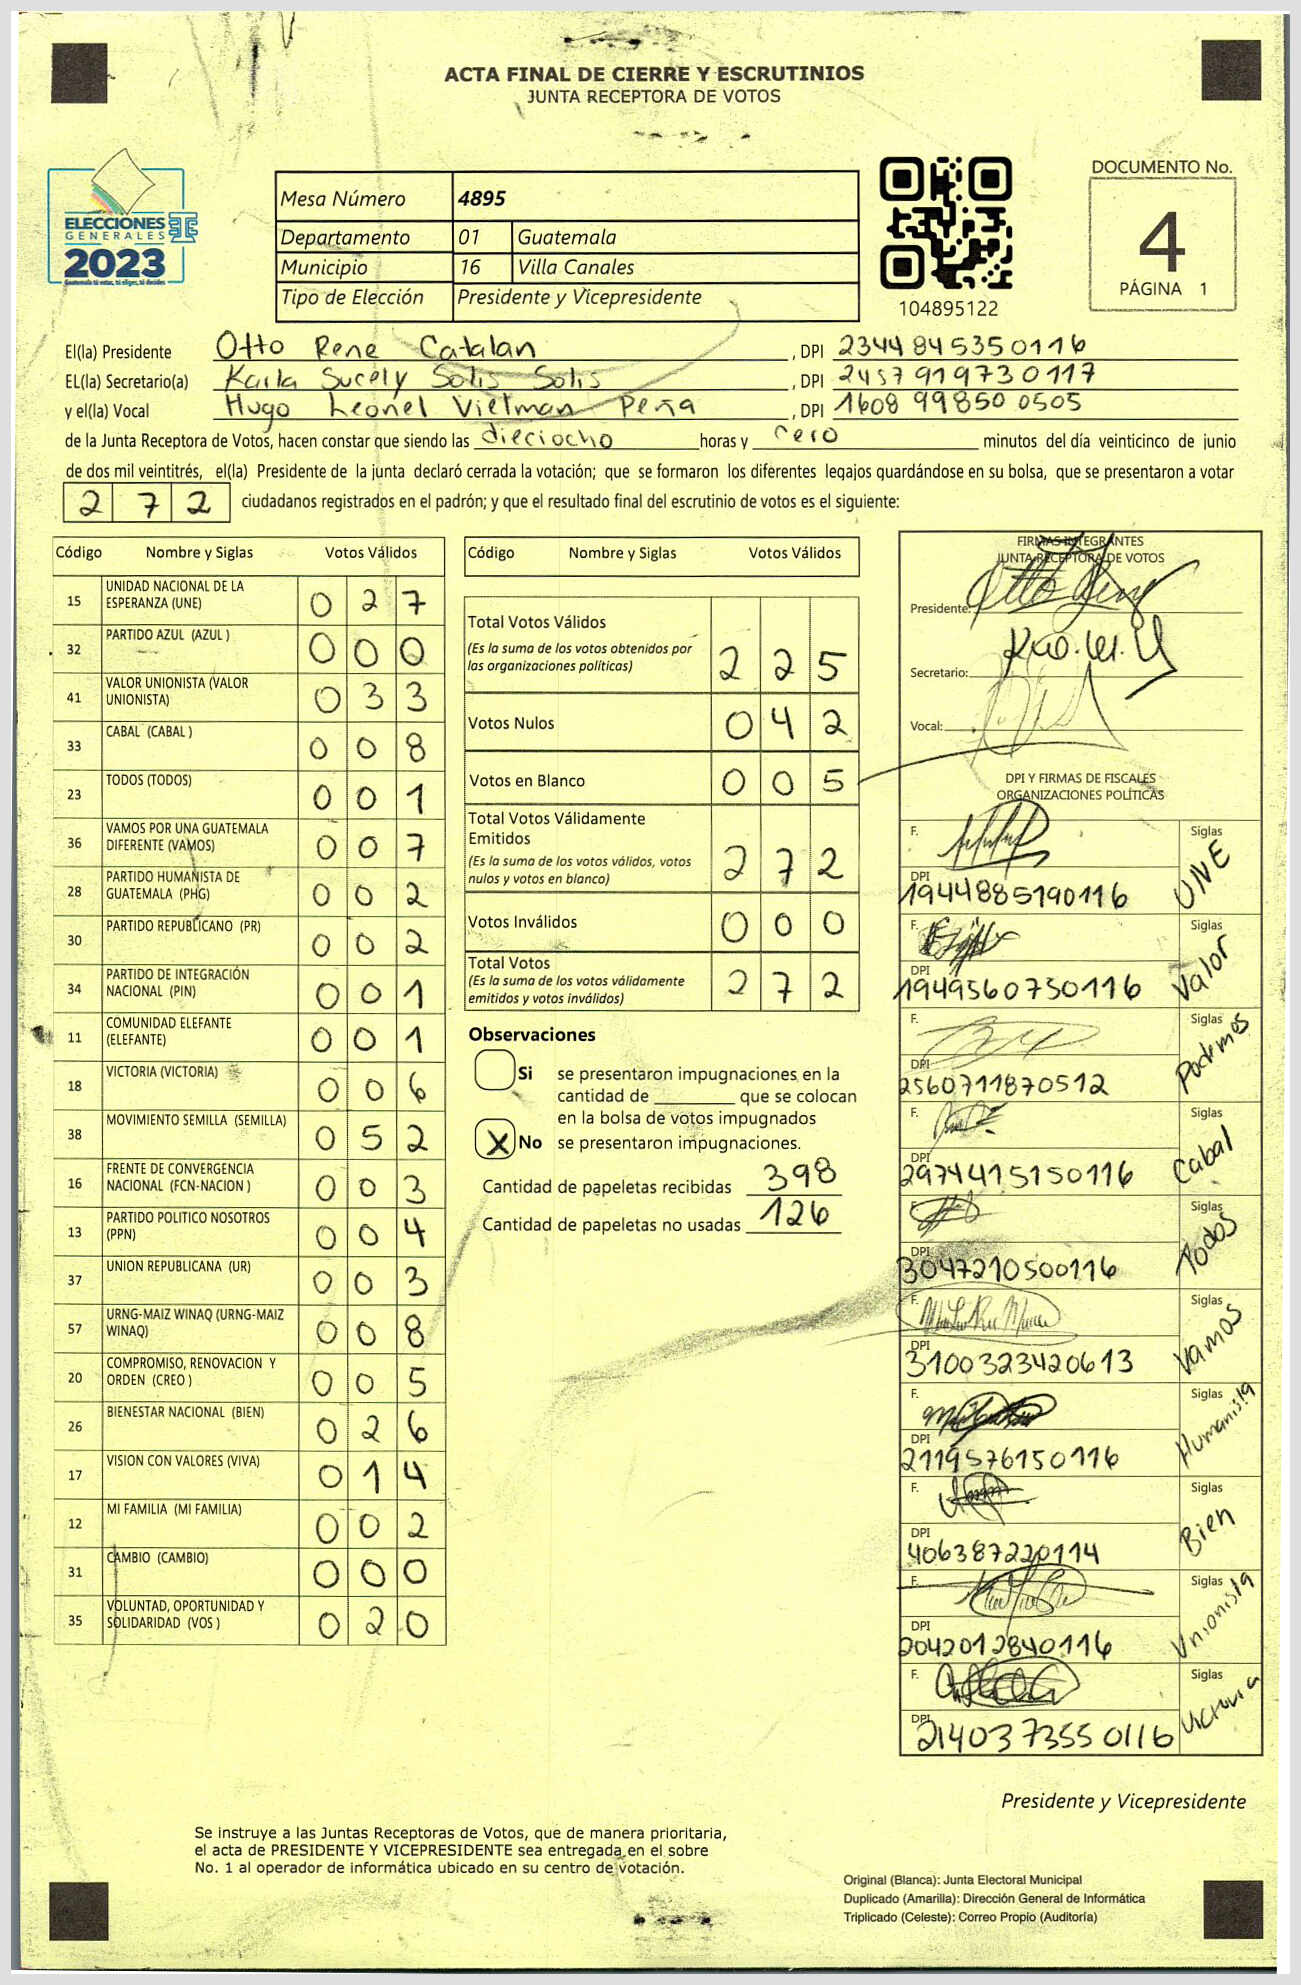 ACTA FINAL DE CIERRE Y ESCRUTINIOS
JUNTA RECEPTORA DE VOTOS
ELECCIONES
GENERALES
2023
Guatemala tú votas, tú eliges, tú decides
Mesa Número 4895
Departamento 01 Guatemala
Municipio 16 Villa Canales
Tipo de Elección Presidente y Vicepresidente
104895122
DOCUMENTO No.
4
PÁGINA 1
El(la) Presidente Otto Rene Catalan , DPI 2344845350116
EL(la) Secretario(a) Karla Sucely Solis Solis , DPI 2457919730117
y el(la) Vocal Hugo Leonel Vielman Peña , DPI 1608 99850 0505
de la Junta Receptora de Votos, hacen constar que siendo las dieciocho horas y cero minutos del día veinticinco de junio
de dos mil veintitrés, el(la) Presidente de la junta declaró cerrada la votación; que se formaron los diferentes legajos guardándose en su bolsa, que se presentaron a votar
2 7 2 ciudadanos registrados en el padrón; y que el resultado final del escrutinio de votos es el siguiente:
Código Nombre y Siglas Votos Válidos
15 UNIDAD NACIONAL DE LA
ESPERANZA (UNE) 0 2 7
32 PARTIDO AZUL (AZUL ) 0 0 0
41 VALOR UNIONISTA (VALOR
UNIONISTA) 0 3 3
33 CABAL (CABAL ) 0 0 8
23 TODOS (TODOS) 0 0 1
36 VAMOS POR UNA GUATEMALA
DIFERENTE (VAMOS) 0 0 7
28 PARTIDO HUMANISTA DE
GUATEMALA (PHG) 0 0 2
30 PARTIDO REPUBLICANO (PR) 0 0 2
34 PARTIDO DE INTEGRACIÓN
NACIONAL (PIN) 0 0 1
11 COMUNIDAD ELEFANTE
(ELEFANTE) 0 0 1
18 VICTORIA (VICTORIA) 0 0 6
38 MOVIMIENTO SEMILLA (SEMILLA) 0 5 2
16 FRENTE DE CONVERGENCIA
NACIONAL (FCN-NACION ) 0 0 3
13 PARTIDO POLITICO NOSOTROS
(PPN) 0 0 4
37 UNION REPUBLICANA (UR) 0 0 3
57 URNG-MAIZ WINAQ (URNG-MAIZ
WINAQ) 0 0 8
20 COMPROMISO, RENOVACION Y
ORDEN (CREO ) 0 0 5
26 BIENESTAR NACIONAL (BIEN) 0 2 6
17 VISION CON VALORES (VIVA) 0 1 4
12 MI FAMILIA (MI FAMILIA) 0 0 2
31 CAMBIO (CAMBIO) 0 0 0
35 VOLUNTAD, OPORTUNIDAD Y
SOLIDARIDAD (VOS ) 0 2 0
Código Nombre y Siglas Votos Válidos
Total Votos Válidos
(Es la suma de los votos obtenidos por
las organizaciones políticas) 2 2 5
Votos Nulos 0 4 2
Votos en Blanco 0 0 5
Total Votos Válidamente
Emitidos
(Es la suma de los votos válidos, votos
nulos y votos en blanco) 2 7 2
Votos Inválidos 0 0 0
Total Votos
(Es la suma de los votos válidamente
emitidos y votos inválidos) 2 7 2
Observaciones
Si se presentaron impugnaciones en la
cantidad de ________ que se colocan
en la bolsa de votos impugnados
X No se presentaron impugnaciones.
Cantidad de papeletas recibidas 398
Cantidad de papeletas no usadas 126
FIRMAS INTEGRANTES
JUNTA RECEPTORA DE VOTOS
Presidente:
Secretario:
Vocal:
DPI Y FIRMAS DE FISCALES
ORGANIZACIONES POLÍTICAS
F. Siglas UNE
DPI 1944885190116
F. Siglas Valor
DPI 1949560730116
F. Siglas Podemos
DPI 2560711870512
F. Siglas Cabal
DPI 2974415150116
F. Siglas Todos
DPI 3047210500116
F. Siglas Vamos
DPI 3100323420613
F. Siglas Humanista
DPI 2119576150116
F. Siglas Bien
DPI 406387220114
F. Siglas Unionista
DPI 2042012840116
F. Siglas Victoria
DPI 2140373550116
Presidente y Vicepresidente
Se instruye a las Juntas Receptoras de Votos, que de manera prioritaria,
el acta de PRESIDENTE Y VICEPRESIDENTE sea entregada en el sobre
No. 1 al operador de informática ubicado en su centro de votación.
Original (Blanca): Junta Electoral Municipal
Duplicado (Amarilla): Dirección General de Informática
Triplicado (Celeste): Correo Propio (Auditoría)